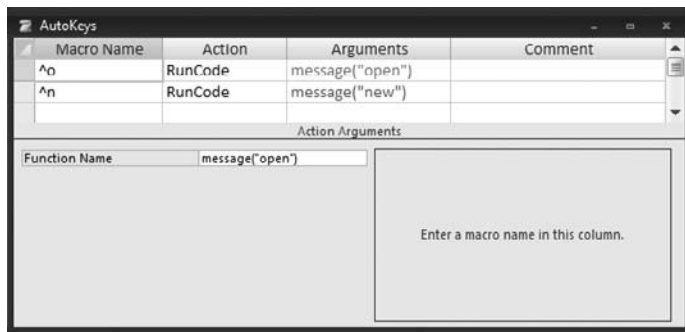 AutoKeys
Macro Name Action Arguments Comment
^o RunCode message("open")
^n RunCode message("new")
Action Arguments
Function Name message("open")
Enter a macro name in this column.